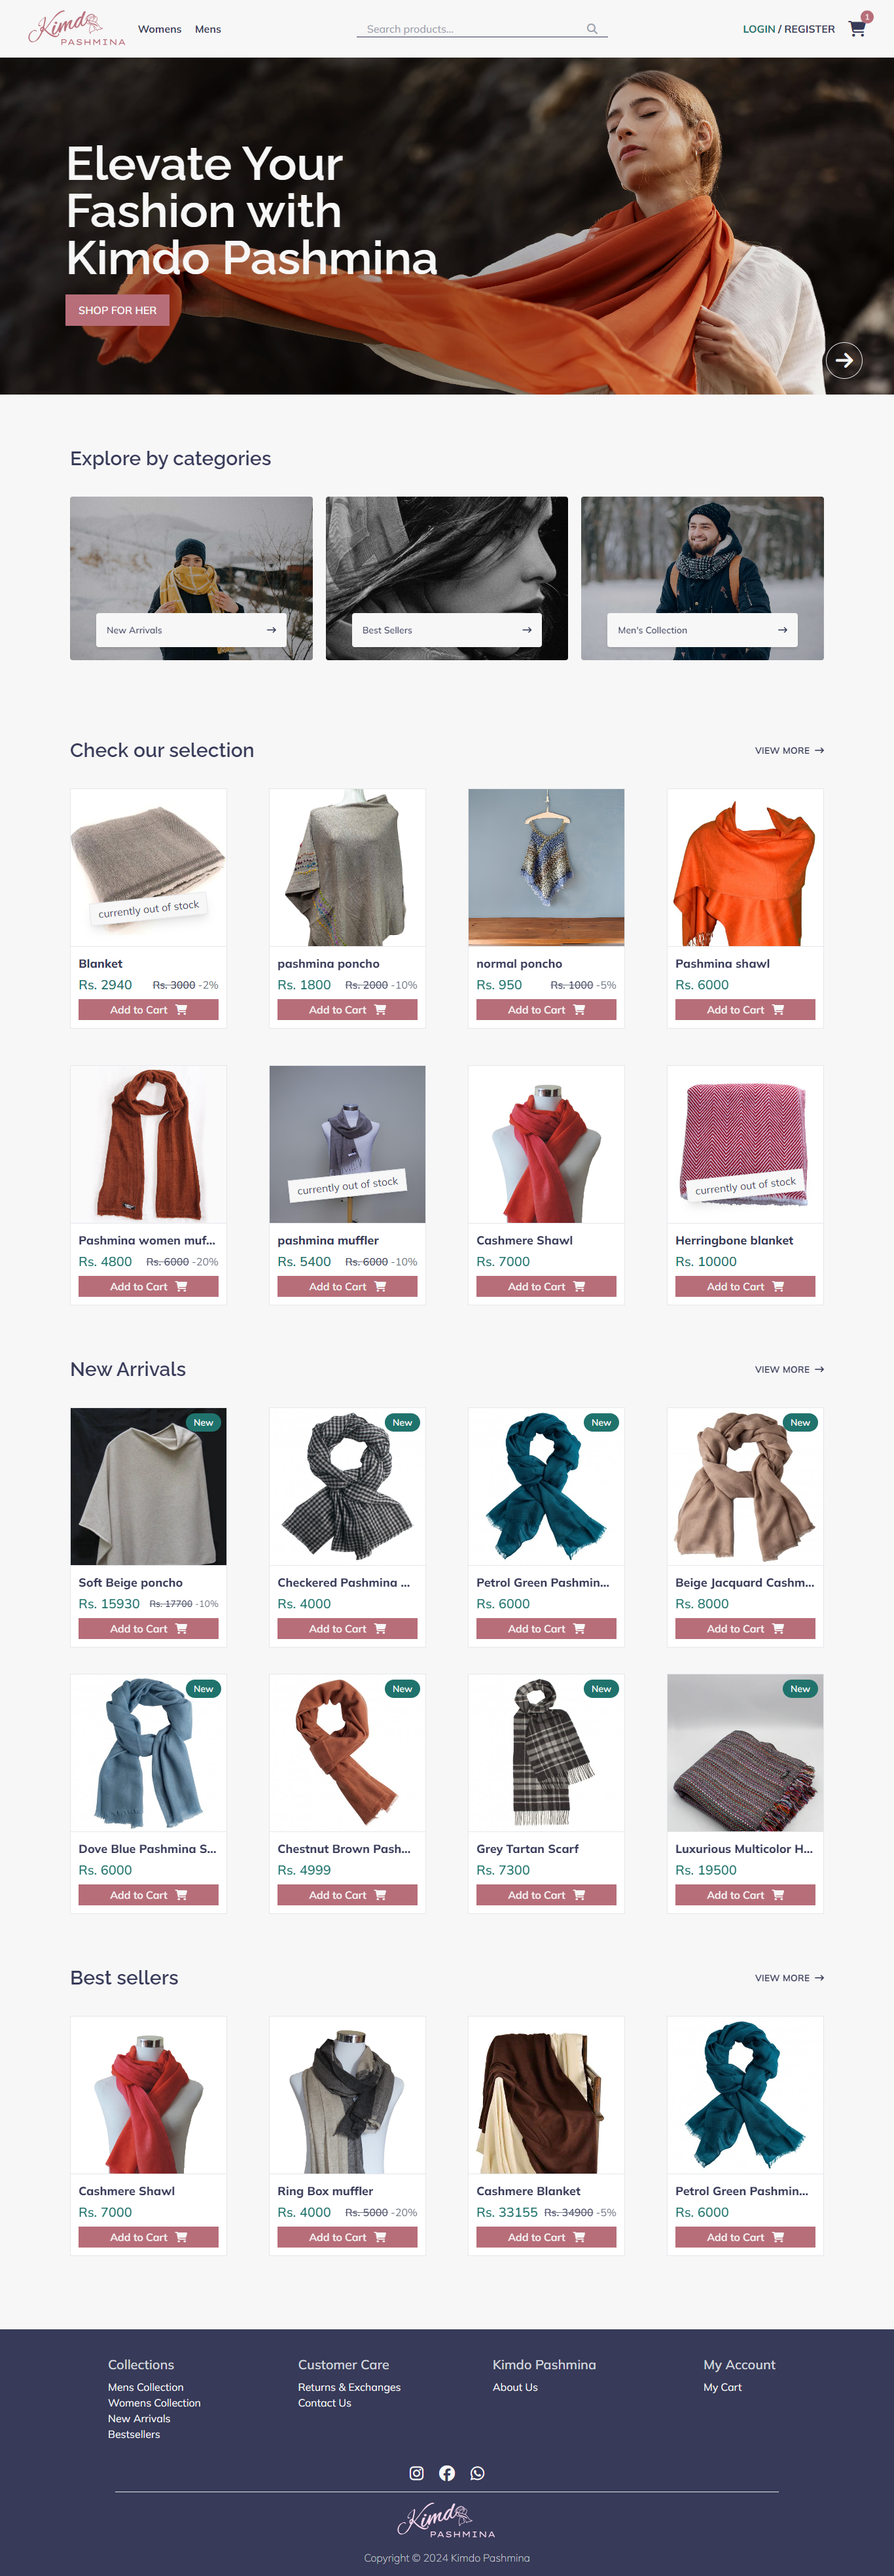 Kimdo
PASHMINA
Womens Mens
Search products...
LOGIN / REGISTER
1
Elevate Your
Fashion with
Kimdo Pashmina
SHOP FOR HER
Explore by categories
New Arrivals
Best Sellers
Men's Collection
Check our selection
VIEW MORE
currently out of stock
Blanket
Rs. 2940 Rs. 3000 -2%
Add to Cart
pashmina poncho
Rs. 1800 Rs. 2000 -10%
Add to Cart
normal poncho
Rs. 950 Rs. 1000 -5%
Add to Cart
Pashmina shawl
Rs. 6000
Add to Cart
Pashmina women muf...
Rs. 4800 Rs. 6000 -20%
Add to Cart
currently out of stock
pashmina muffler
Rs. 5400 Rs. 6000 -10%
Add to Cart
Cashmere Shawl
Rs. 7000
Add to Cart
currently out of stock
Herringbone blanket
Rs. 10000
Add to Cart
New Arrivals
VIEW MORE
New
Soft Beige poncho
Rs. 15930 Rs. 17700 -10%
Add to Cart
New
Checkered Pashmina ...
Rs. 4000
Add to Cart
New
Petrol Green Pashmin...
Rs. 6000
Add to Cart
New
Beige Jacquard Cashm...
Rs. 8000
Add to Cart
New
Dove Blue Pashmina S...
Rs. 6000
Add to Cart
New
Chestnut Brown Pash...
Rs. 4999
Add to Cart
New
Grey Tartan Scarf
Rs. 7300
Add to Cart
New
Luxurious Multicolor H...
Rs. 19500
Add to Cart
Best sellers
VIEW MORE
Cashmere Shawl
Rs. 7000
Add to Cart
Ring Box muffler
Rs. 4000 Rs. 5000 -20%
Add to Cart
Cashmere Blanket
Rs. 33155 Rs. 34900 -5%
Add to Cart
Petrol Green Pashmin...
Rs. 6000
Add to Cart
Collections
Mens Collection
Womens Collection
New Arrivals
Bestsellers
Customer Care
Returns & Exchanges
Contact Us
Kimdo Pashmina
About Us
My Account
My Cart
Kimdo
PASHMINA
Copyright © 2024 Kimdo Pashmina